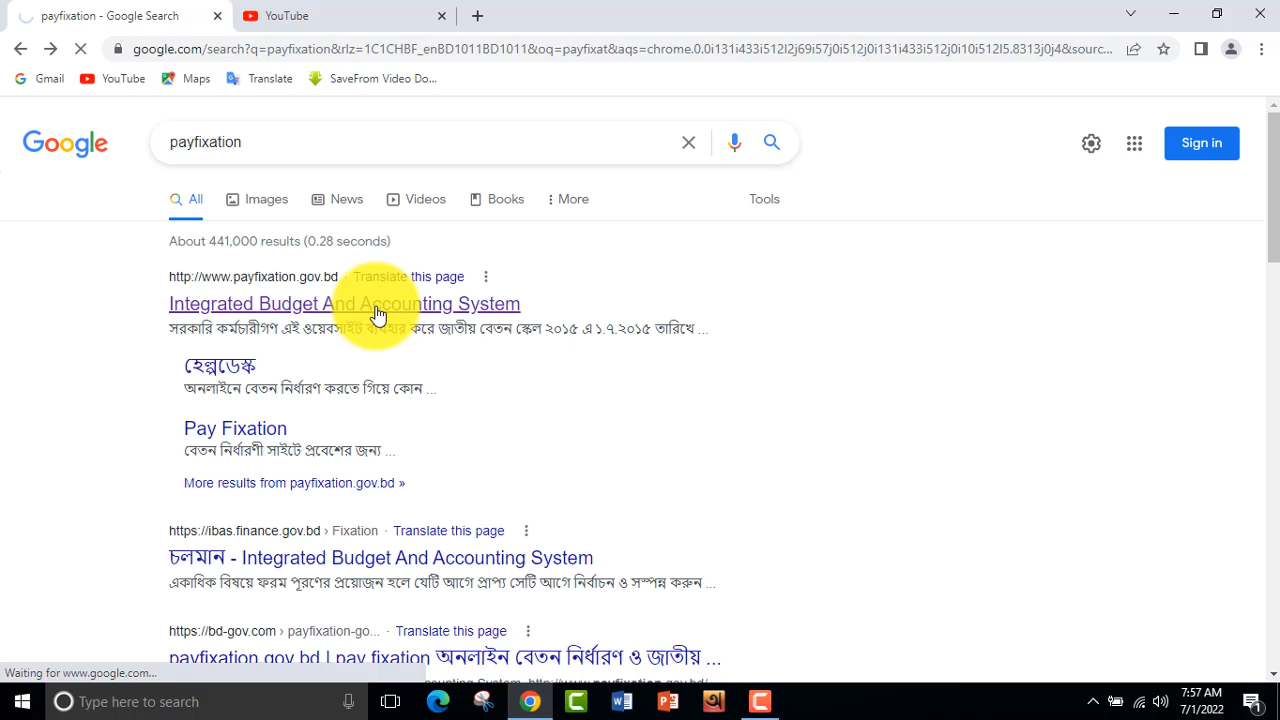 payfixation - Google Search
YouTube
google.com/search?q=payfixation&rlz=1C1CHBF_enBD1011BD1011&oq=payfixat&aqs=chrome.0.0i131i433i512l2j69i57j0i512j0i131i433i512j0i10i512l5.8313j0j4&sourc...
Gmail
YouTube
Maps
Translate
SaveFrom Video Do...
Google
payfixation
Sign in
All
Images
News
Videos
Books
More
Tools
About 441,000 results (0.28 seconds)
http://www.payfixation.gov.bd · Translate this page
Integrated Budget And Accounting System
সরকারি কর্মচারীগণ এই ওয়েবসাইট ব্যবহার করে জাতীয় বেতন স্কেল ২০১৫ এ ১.৭.২০১৫ তারিখে ...
হেল্পডেস্ক
অনলাইনে বেতন নির্ধারণ করতে গিয়ে কোন ...
Pay Fixation
বেতন নির্ধারণী সাইটে প্রবেশের জন্য ...
More results from payfixation.gov.bd »
https://ibas.finance.gov.bd › Fixation · Translate this page
চলমান - Integrated Budget And Accounting System
একাধিক বিষয়ে ফরম পূরণের প্রয়োজন হলে যেটি আগে প্রাপ্য সেটি আগে নির্বাচন ও সম্পন্ন করুন ...
https://bd-gov.com › payfixation-go... · Translate this page
payfixation gov bd | pay fixation অনলাইন বেতন নির্ধারণ ও জাতীয় ...
Waiting for www.google.com...
Type here to search
7:57 AM
7/1/2022